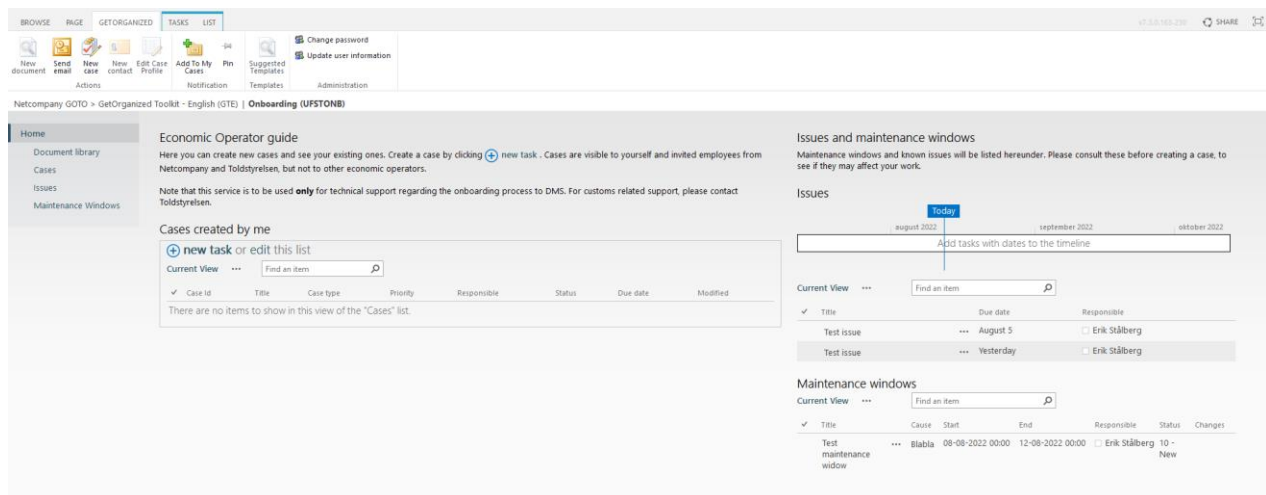 BROWSE PAGE GETORGANIZED TASKS LIST
SHARE
New document
Send email
New case
New contact
Edit Case Profile
Actions
Add To My Cases
Pin
Notification
Suggested Templates
Templates
Change password
Update user information
Administration
Netcompany GOTO > GetOrganized Toolkit - English (GTE) | Onboarding (UFSTONB)
Home
Document library
Cases
Issues
Maintenance Windows
Economic Operator guide
Here you can create new cases and see your existing ones. Create a case by clicking new task . Cases are visible to yourself and invited employees from
Netcompany and Toldstyrelsen, but not to other economic operators.
Note that this service is to be used only for technical support regarding the onboarding process to DMS. For customs related support, please contact
Toldstyrelsen.
Cases created by me
new task or edit this list
Current View ••• Find an item
Case Id Title Case type Priority Responsible Status Due date Modified
There are no items to show in this view of the "Cases" list.
Issues and maintenance windows
Maintenance windows and known issues will be listed hereunder. Please consult these before creating a case, to
see if they may affect your work.
Issues
Today
august 2022 september 2022 oktober 2022
Add tasks with dates to the timeline
Current View ••• Find an item
Title Due date Responsible
Test issue ••• August 5 Erik Stålberg
Test issue ••• Yesterday Erik Stålberg
Maintenance windows
Current View ••• Find an item
Title Cause Start End Responsible Status Changes
Test maintenance widow ••• Blabla 08-08-2022 00:00 12-08-2022 00:00 Erik Stålberg 10 - New